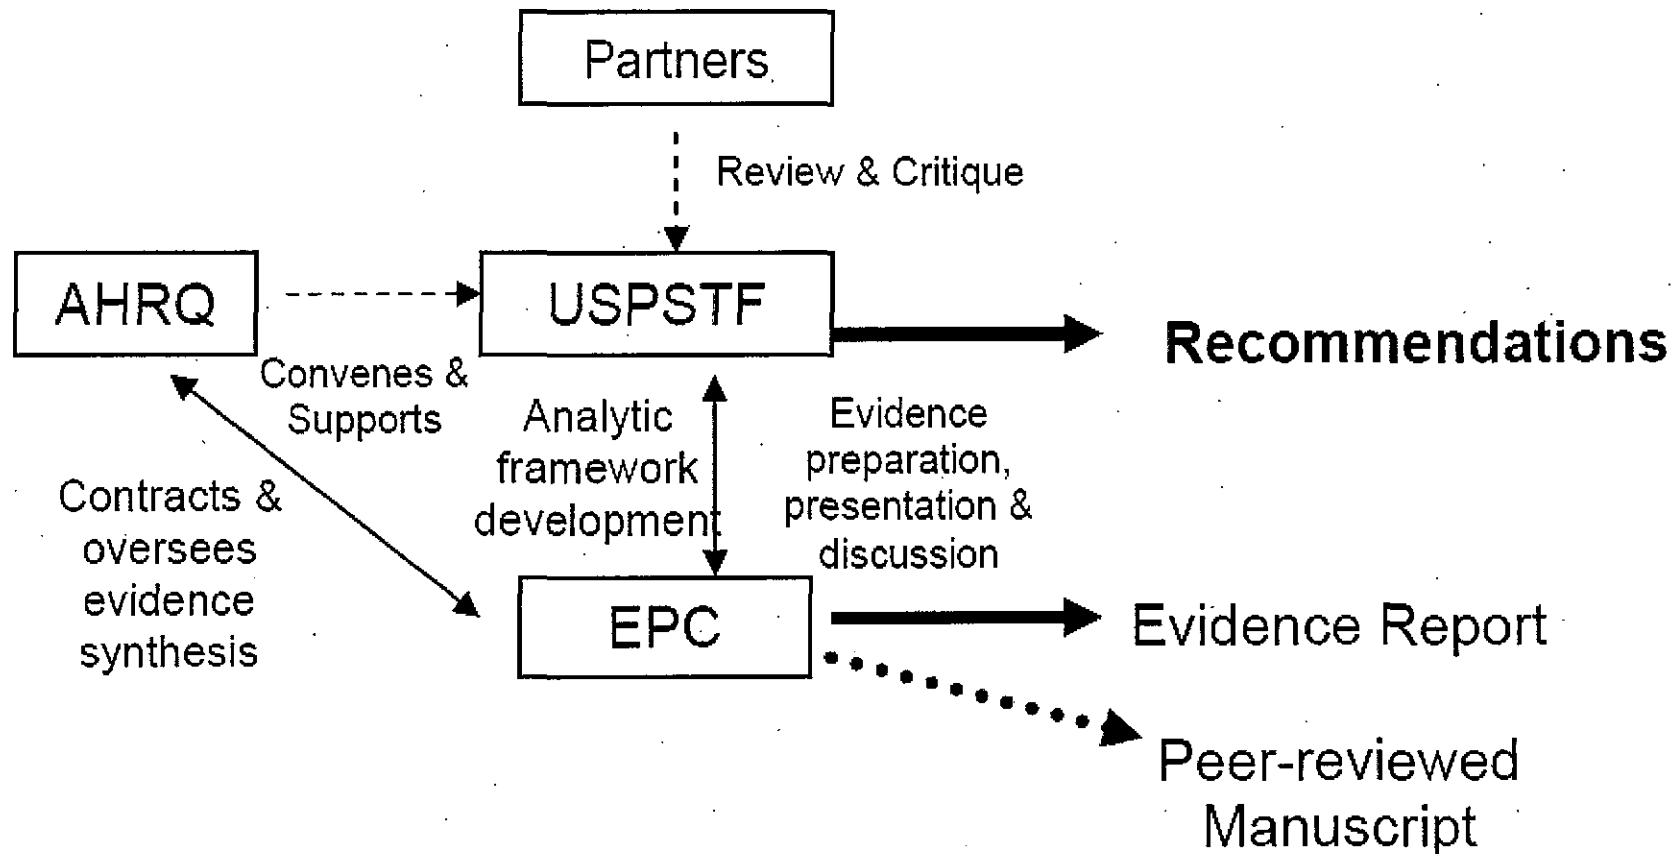 Partners
Review & Critique
AHRQ
USPSTF
Recommendations
Convenes &
Supports
Analytic
framework
development
Evidence
preparation,
presentation &
discussion
Contracts &
oversees
evidence
synthesis
EPC
Evidence Report
Peer-reviewed
Manuscript